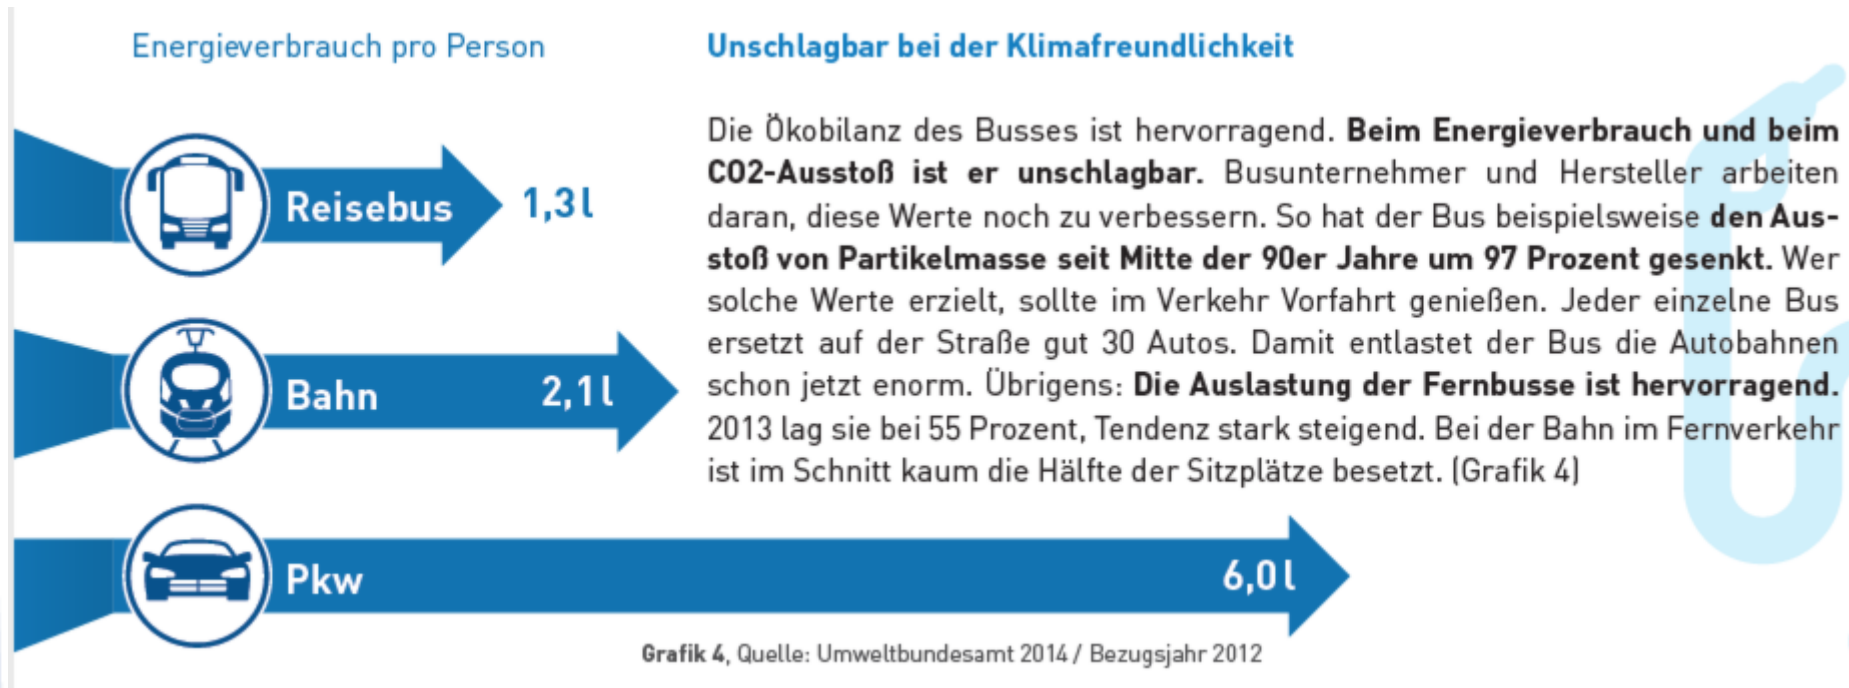 Energieverbrauch pro Person
Reisebus 1,3 l
Bahn 2,1 l
Pkw 6,0 l
Unschlagbar bei der Klimafreundlichkeit
Die Ökobilanz des Busses ist hervorragend. Beim Energieverbrauch und beim
CO2-Ausstoß ist er unschlagbar. Busunternehmer und Hersteller arbeiten
daran, diese Werte noch zu verbessern. So hat der Bus beispielsweise den Aus-
stoß von Partikelmasse seit Mitte der 90er Jahre um 97 Prozent gesenkt. Wer
solche Werte erzielt, sollte im Verkehr Vorfahrt genießen. Jeder einzelne Bus
ersetzt auf der Straße gut 30 Autos. Damit entlastet der Bus die Autobahnen
schon jetzt enorm. Übrigens: Die Auslastung der Fernbusse ist hervorragend.
2013 lag sie bei 55 Prozent, Tendenz stark steigend. Bei der Bahn im Fernverkehr
ist im Schnitt kaum die Hälfte der Sitzplätze besetzt. (Grafik 4)
Grafik 4, Quelle: Umweltbundesamt 2014 / Bezugsjahr 2012